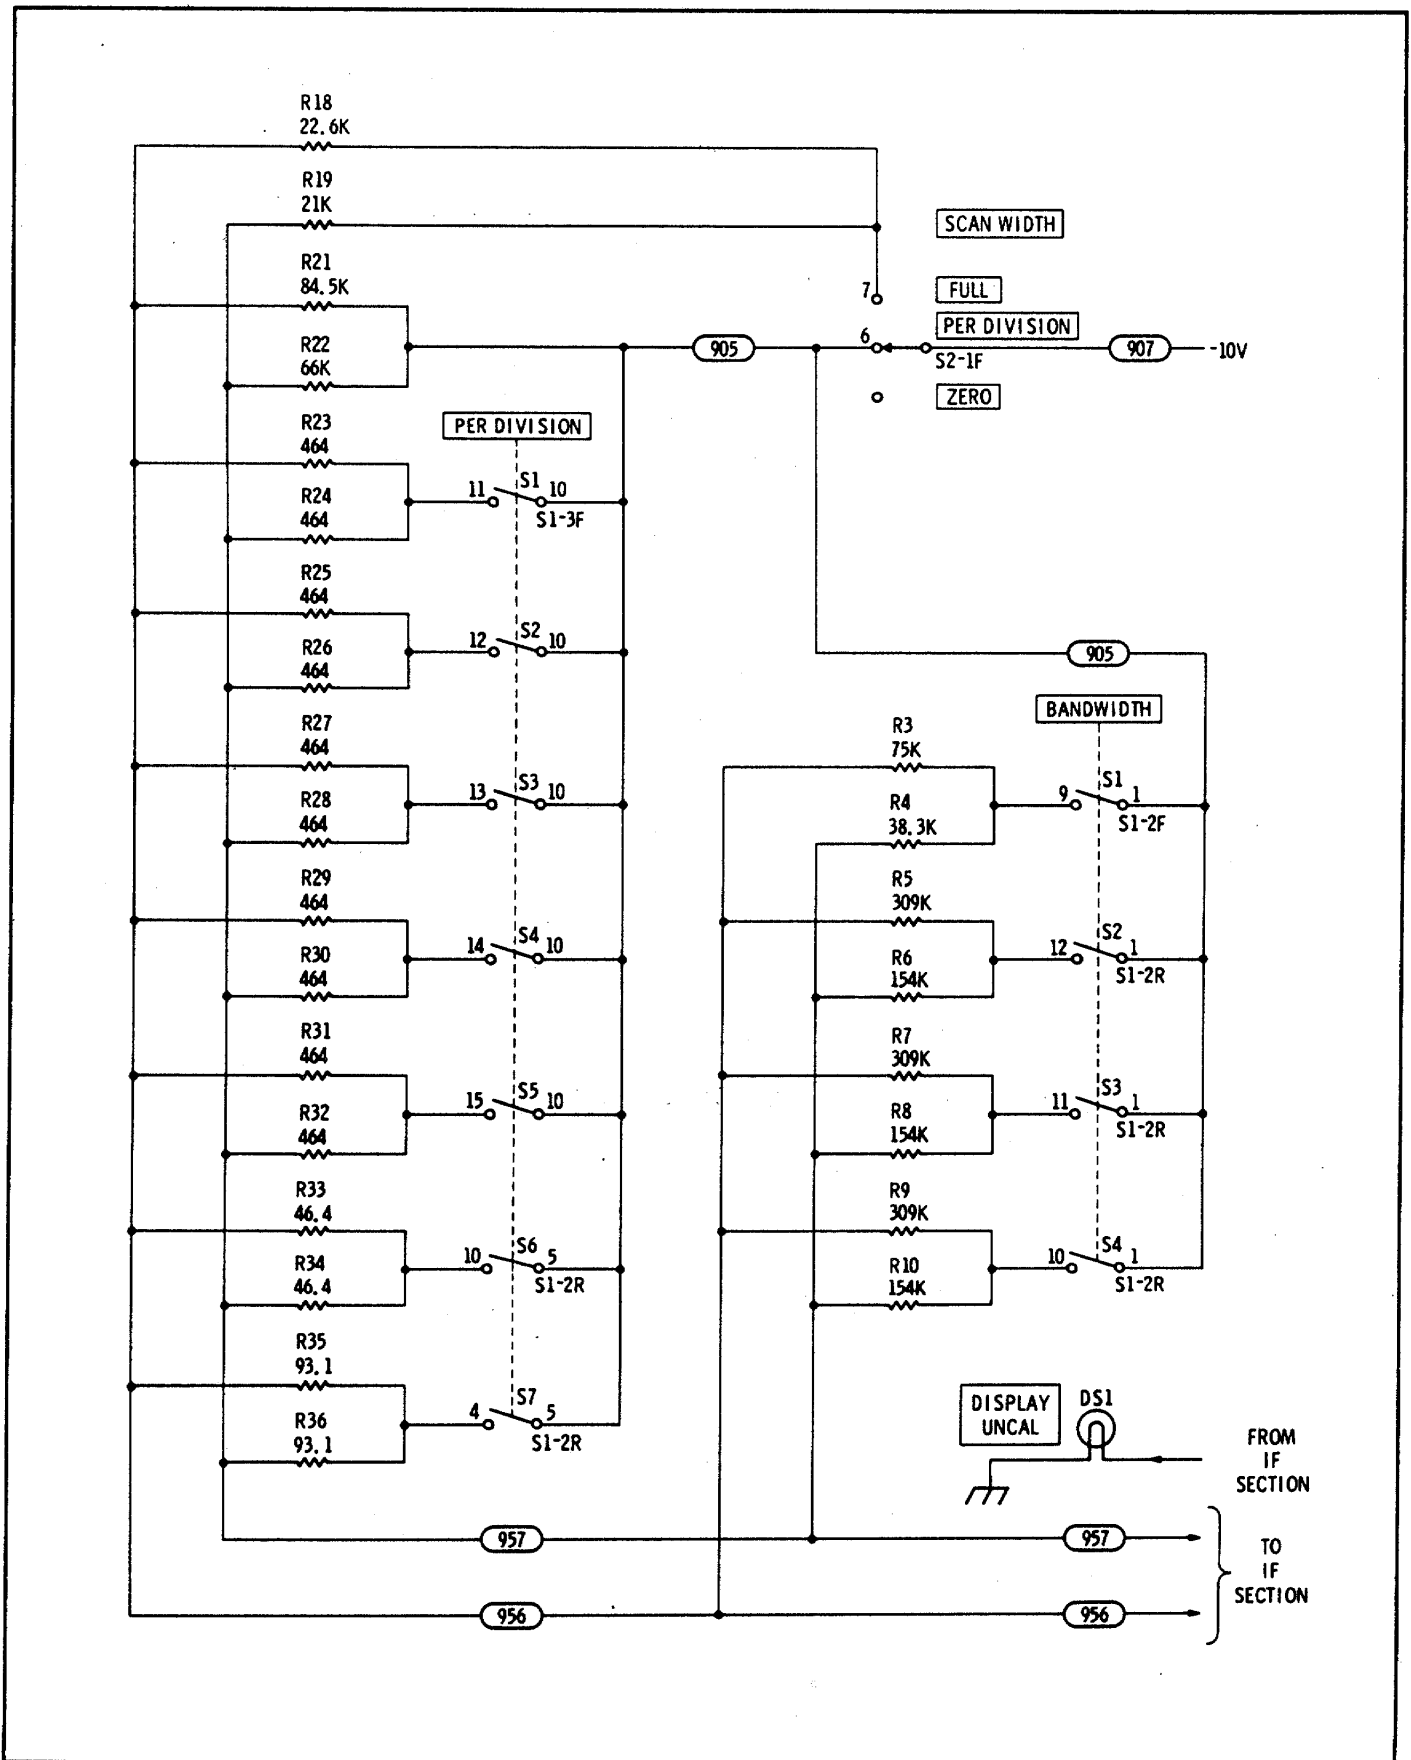 R18
22.6K
R19
21K
SCAN WIDTH
R21
84.5K
7
FULL
PER DIVISION
R22
66K
905
6
S2-1F
907
-10V
ZERO
R23
464
PER DIVISION
R24
464
11
S1
10
S1-3F
R25
464
R26
464
12
S2
10
905
BANDWIDTH
R27
464
R28
464
13
S3
10
R3
75K
R4
38.3K
9
S1
1
S1-2F
R29
464
R30
464
14
S4
10
R5
309K
R6
154K
12
S2
1
S1-2R
R31
464
R32
464
15
S5
10
R7
309K
R8
154K
11
S3
1
S1-2R
R33
46.4
R34
46.4
10
S6
5
S1-2R
R9
309K
R10
154K
10
S4
1
S1-2R
R35
93.1
R36
93.1
4
S7
5
S1-2R
DISPLAY
UNCAL
DS1
FROM
IF
SECTION
957
957
TO
IF
SECTION
956
956